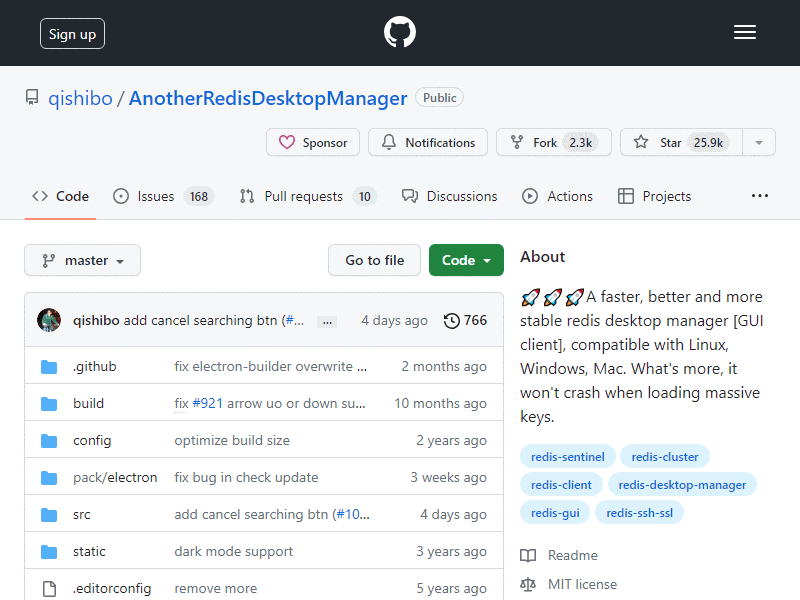 Sign up
qishibo / AnotherRedisDesktopManager Public
Sponsor Notifications Fork 2.3k Star 25.9k
Code Issues 168 Pull requests 10 Discussions Actions Projects ...
master Go to file Code
qishibo add cancel searching btn (#... ... 4 days ago 766
.github fix electron-builder overwrite ... 2 months ago
build fix #921 arrow uo or down su... 10 months ago
config optimize build size 2 years ago
pack/electron fix bug in check update 3 weeks ago
src add cancel searching btn (#10... 4 days ago
static dark mode support 3 years ago
.editorconfig remove more 5 years ago
About
🚀🚀🚀A faster, better and more
stable redis desktop manager [GUI
client], compatible with Linux,
Windows, Mac. What's more, it
won't crash when loading massive
keys.
redis-sentinel redis-cluster
redis-client redis-desktop-manager
redis-gui redis-ssh-ssl
Readme
MIT license